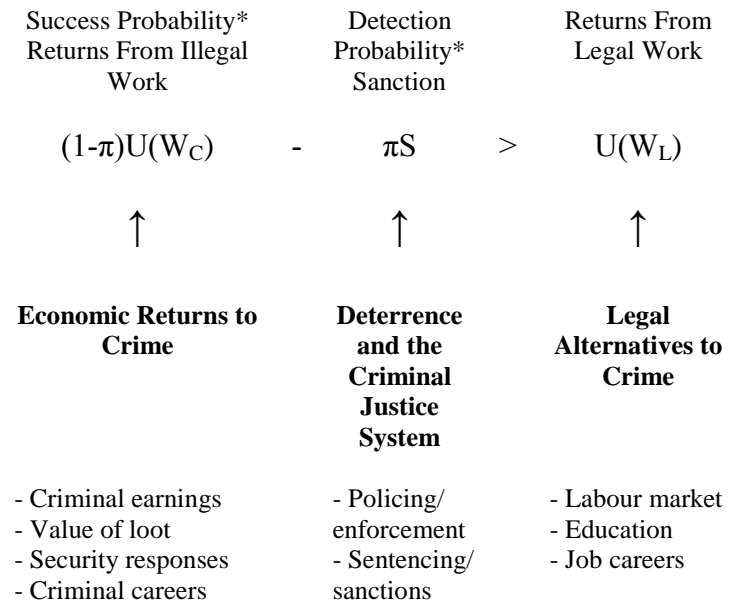 Success Probability*
Returns From Illegal
Work
Detection
Probability*
Sanction
Returns From
Legal Work
(1-π)U(W_C) - πS > U(W_L)
↑ ↑ ↑
Economic Returns to
Crime
Deterrence
and the
Criminal
Justice
System
Legal
Alternatives to
Crime
- Criminal earnings
- Value of loot
- Security responses
- Criminal careers
- Policing/
enforcement
- Sentencing/
sanctions
- Labour market
- Education
- Job careers